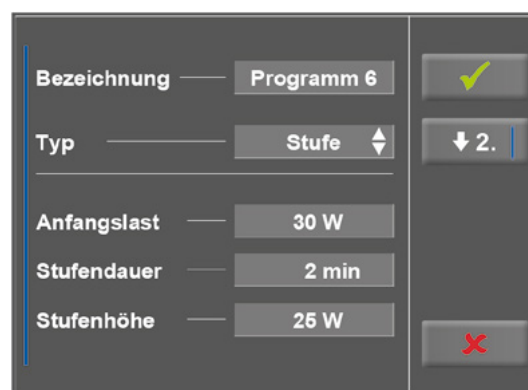 Bezeichnung Programm 6
Typ Stufe
2.
Anfangslast 30 W
Stufendauer 2 min
Stufenhöhe 25 W